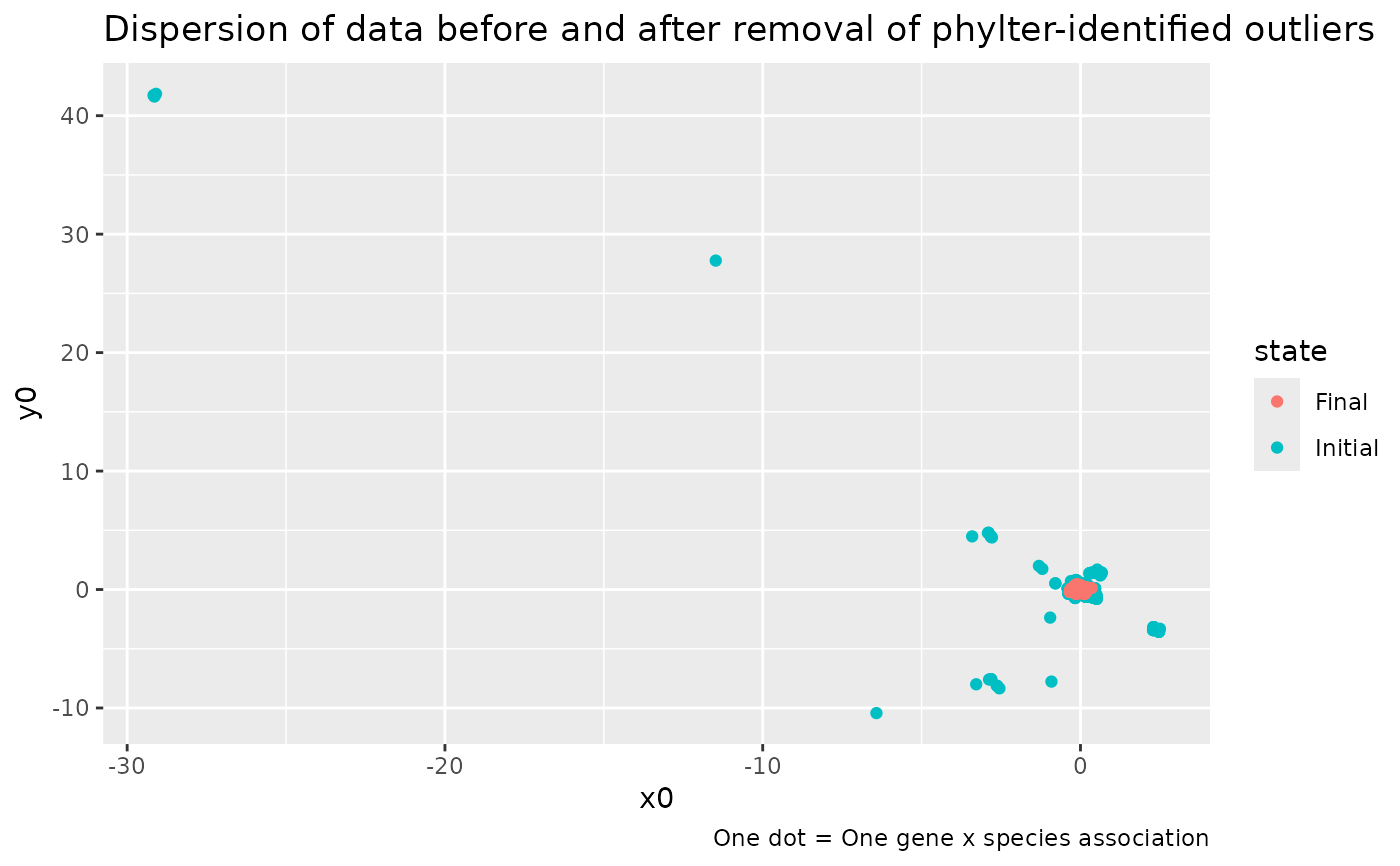 Dispersion of data before and after removal of phylter-identified outliers
40
30
20
10
0
-10
y0
-30
-20
-10
0
x0
state
Final
Initial
One dot = One gene x species association